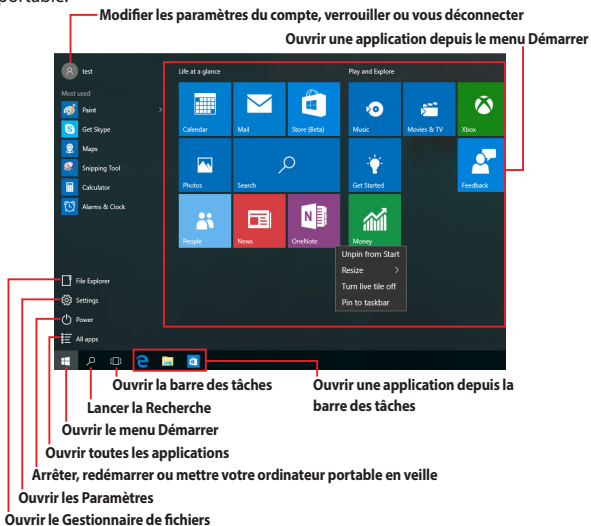 portable.
Modifier les paramètres du compte, verrouiller ou vous déconnecter
Ouvrir une application depuis le menu Démarrer
test
Life at a glance
Play and Explore
Most used
Paint
Get Skype
Maps
Snipping Tool
Calculator
Alarms & Clock
Calendar
Mail
Store (Beta)
Music
Movies & TV
Xbox
Photos
Search
Get Started
Feedback
People
News
OneNote
Money
Unpin from Start
Resize
Turn live tile off
Pin to taskbar
File Explorer
Settings
Power
All apps
Ouvrir la barre des tâches
Ouvrir une application depuis la
barre des tâches
Lancer la Recherche
Ouvrir le menu Démarrer
Ouvrir toutes les applications
Arrêter, redémarrer ou mettre votre ordinateur portable en veille
Ouvrir les Paramètres
Ouvrir le Gestionnaire de fichiers